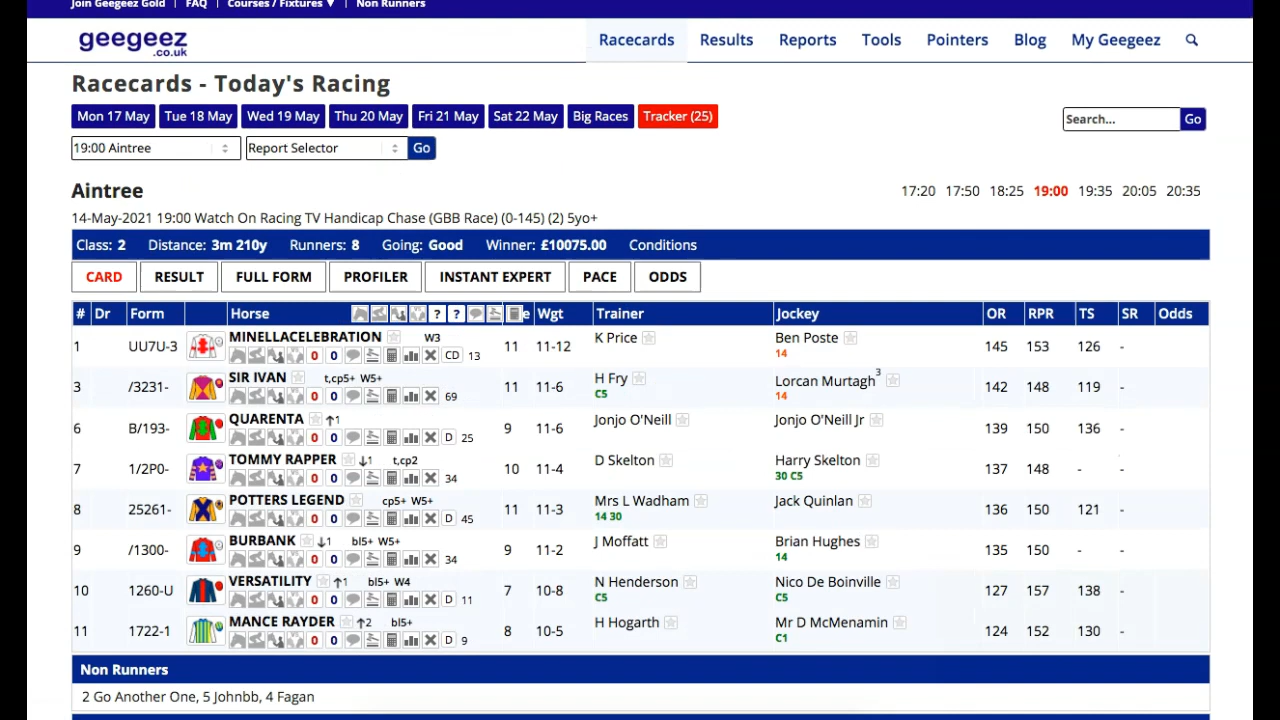 Join Geegeez Gold | FAQ | Courses / Fixtures ▼ | Non Runners
geegeez .co.uk
Racecards Results Reports Tools Pointers Blog My Geegeez
Racecards - Today's Racing
Mon 17 May Tue 18 May Wed 19 May Thu 20 May Fri 21 May Sat 22 May Big Races Tracker (25)
Search... Go
19:00 Aintree Report Selector Go
Aintree
17:20 17:50 18:25 19:00 19:35 20:05 20:35
14-May-2021 19:00 Watch On Racing TV Handicap Chase (GBB Race) (0-145) (2) 5yo+
Class: 2 Distance: 3m 210y Runners: 8 Going: Good Winner: £10075.00 Conditions
CARD RESULT FULL FORM PROFILER INSTANT EXPERT PACE ODDS
# Dr Form Horse ? ? e Wgt Trainer Jockey OR RPR TS SR Odds
1 UU7U-3 MINELLACELEBRATION W3 11 11-12 K Price Ben Poste 145 153 126 -
0 0 CD 13 14
3 /3231- SIR IVAN t,cp5+ W5+ 11 11-6 H Fry Lorcan Murtagh3 142 148 119 -
0 0 69 C5 14
6 B/193- QUARENTA ↑1 9 11-6 Jonjo O'Neill Jonjo O'Neill Jr 139 150 136 -
0 0 D 25
7 1/2P0- TOMMY RAPPER ↓1 t,cp2 10 11-4 D Skelton Harry Skelton 137 148 - -
0 0 34 30 C5
8 25261- POTTERS LEGEND cp5+ W5+ 11 11-3 Mrs L Wadham Jack Quinlan 136 150 121 -
0 0 D 45 14 30
9 /1300- BURBANK ↓1 bl5+ W5+ 9 11-2 J Moffatt Brian Hughes 135 150 - -
0 0 34 14
10 1260-U VERSATILITY ↑1 bl5+ W4 7 10-8 N Henderson Nico De Boinville 127 157 138 -
0 0 D 11 C5 C5
11 1722-1 MANCE RAYDER ↑2 bl5+ 8 10-5 H Hogarth Mr D McMenamin 124 152 130 -
0 0 D 9 C1
Non Runners
2 Go Another One, 5 Johnbb, 4 Fagan